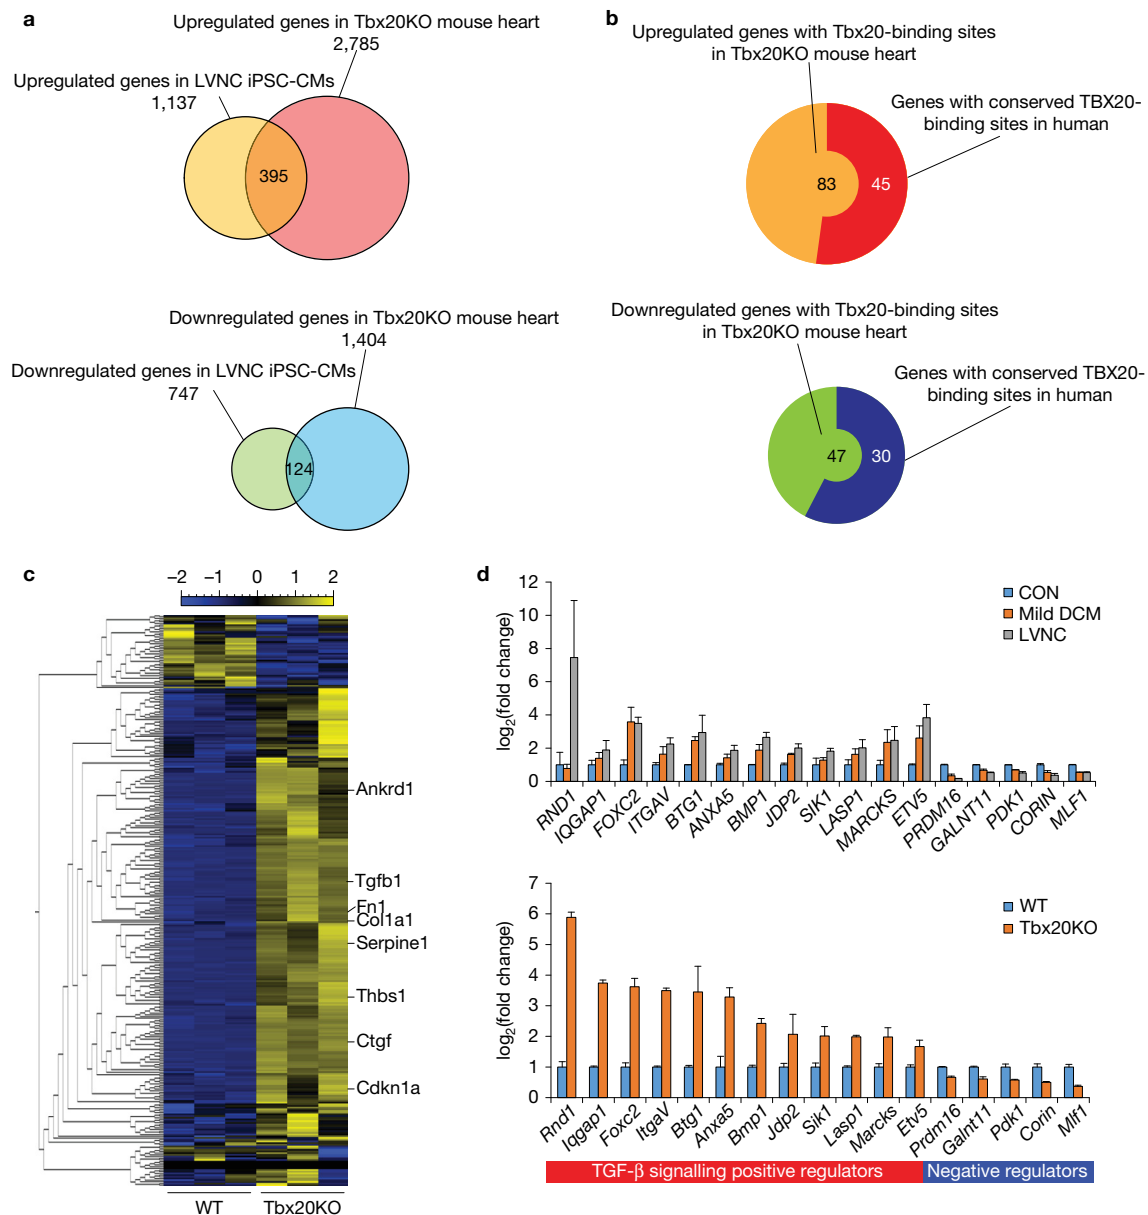 a
Upregulated genes in Tbx20KO mouse heart
2,785
Upregulated genes in LVNC iPSC-CMs
1,137
395
Downregulated genes in Tbx20KO mouse heart
1,404
Downregulated genes in LVNC iPSC-CMs
747
124
b
Upregulated genes with Tbx20-binding sites
in Tbx20KO mouse heart
Genes with conserved TBX20-
binding sites in human
83
45
Downregulated genes with Tbx20-binding sites
in Tbx20KO mouse heart
Genes with conserved TBX20-
binding sites in human
47
30
c
−2 −1 0 1 2
Ankrd1
Tgfb1
Fn1
Col1a1
Serpine1
Thbs1
Ctgf
Cdkn1a
WT Tbx20KO
d
log2(fold change)
12
10
8
6
4
2
0
CON
Mild DCM
LVNC
RND1 IQGAP1 FOXC2 ITGAV BTG1 ANXA5 BMP1 JDP2 SIK1 LASP1 MARCKS ETV5 PRDM16 GALNT11 PDK1 CORIN MLF1
log2(fold change)
7
6
5
4
3
2
1
0
WT
Tbx20KO
Rnd1 Iqgap1 Foxc2 ItgaV Btg1 Anxa5 Bmp1 Jdp2 Sik1 Lasp1 Marcks Etv5 Prdm16 Galnt11 Pdk1 Corin Mlf1
TGF-β signalling positive regulators Negative regulators